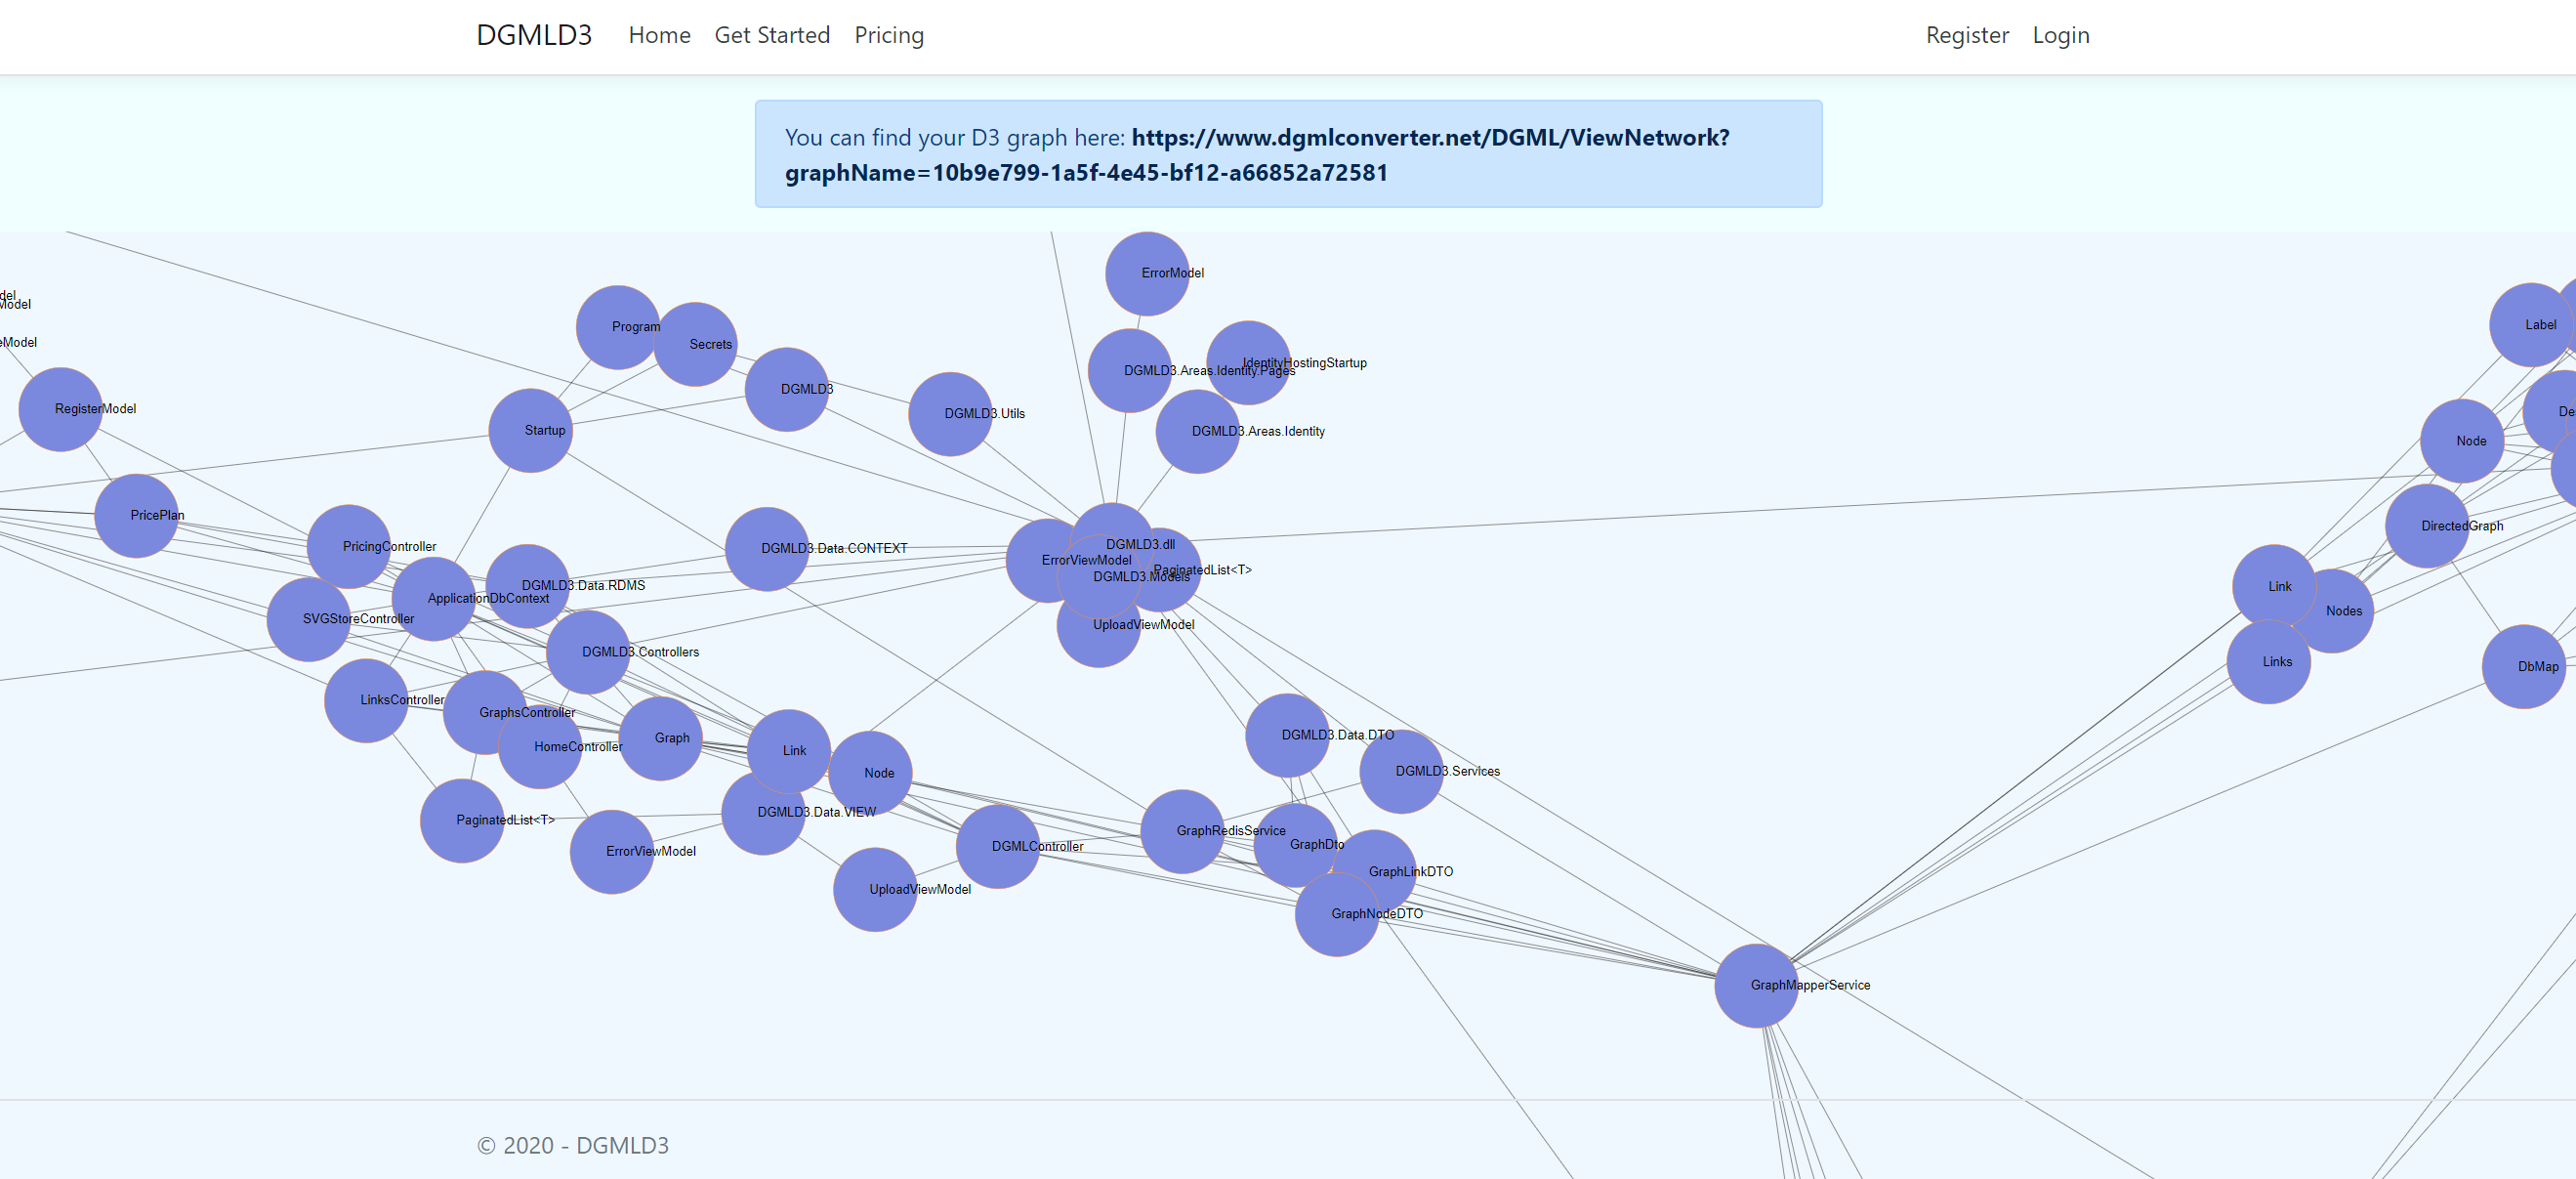 DGMLD3 Home Get Started Pricing Register Login
You can find your D3 graph here: https://www.dgmlconverter.net/DGML/ViewNetwork?
graphName=10b9e799-1a5f-4e45-bf12-a66852a72581
ErrorModel
Model
Program
Label
Secrets
IdentityHostingStartup
DGMLD3.Areas.Identity.Pages
DGMLD3
RegisterModel
DGMLD3.Utils
Startup
DGMLD3.Areas.Identity
Node
PricePlan
DirectedGraph
PricingController
DGMLD3.Data.CONTEXT
DGMLD3.dll
ErrorViewModel
PaginatedList<T>
DGMLD3.Models
DGMLD3.Data.RDMS
Link
ApplicationDbContext
Nodes
SVGStoreController
UploadViewModel
DGMLD3.Controllers
Links
DbMap
LinksController
GraphsController
HomeController
Graph
Link
DGMLD3.Data.DTO
Node
DGMLD3.Services
PaginatedList<T>
DGMLD3.Data.VIEW
GraphRedisService
GraphDto
DGMLController
ErrorViewModel
GraphLinkDTO
UploadViewModel
GraphNodeDTO
GraphMapperService
© 2020 - DGMLD3